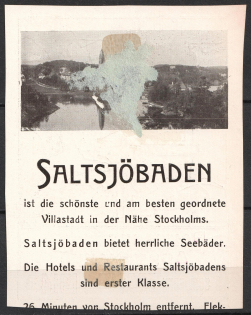 SALTSJÖBADEN
ist die schönste und am besten geordnete
Villastadt in der Nähe Stockholms.
Saltsjöbaden bietet herrliche Seebäder.
Die Hotels und Restaurants Saltsjöbadens
sind erster Klasse.
26 Minuten von Stockholm entfernt. Elek-